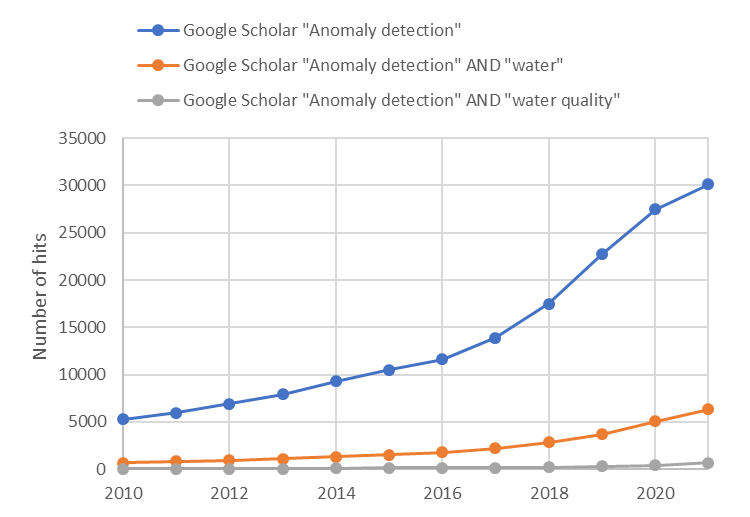 Google Scholar "Anomaly detection"
Google Scholar "Anomaly detection" AND "water"
Google Scholar "Anomaly detection" AND "water quality"
35000
30000
25000
20000
15000
10000
5000
0
Number of hits
2010 2012 2014 2016 2018 2020